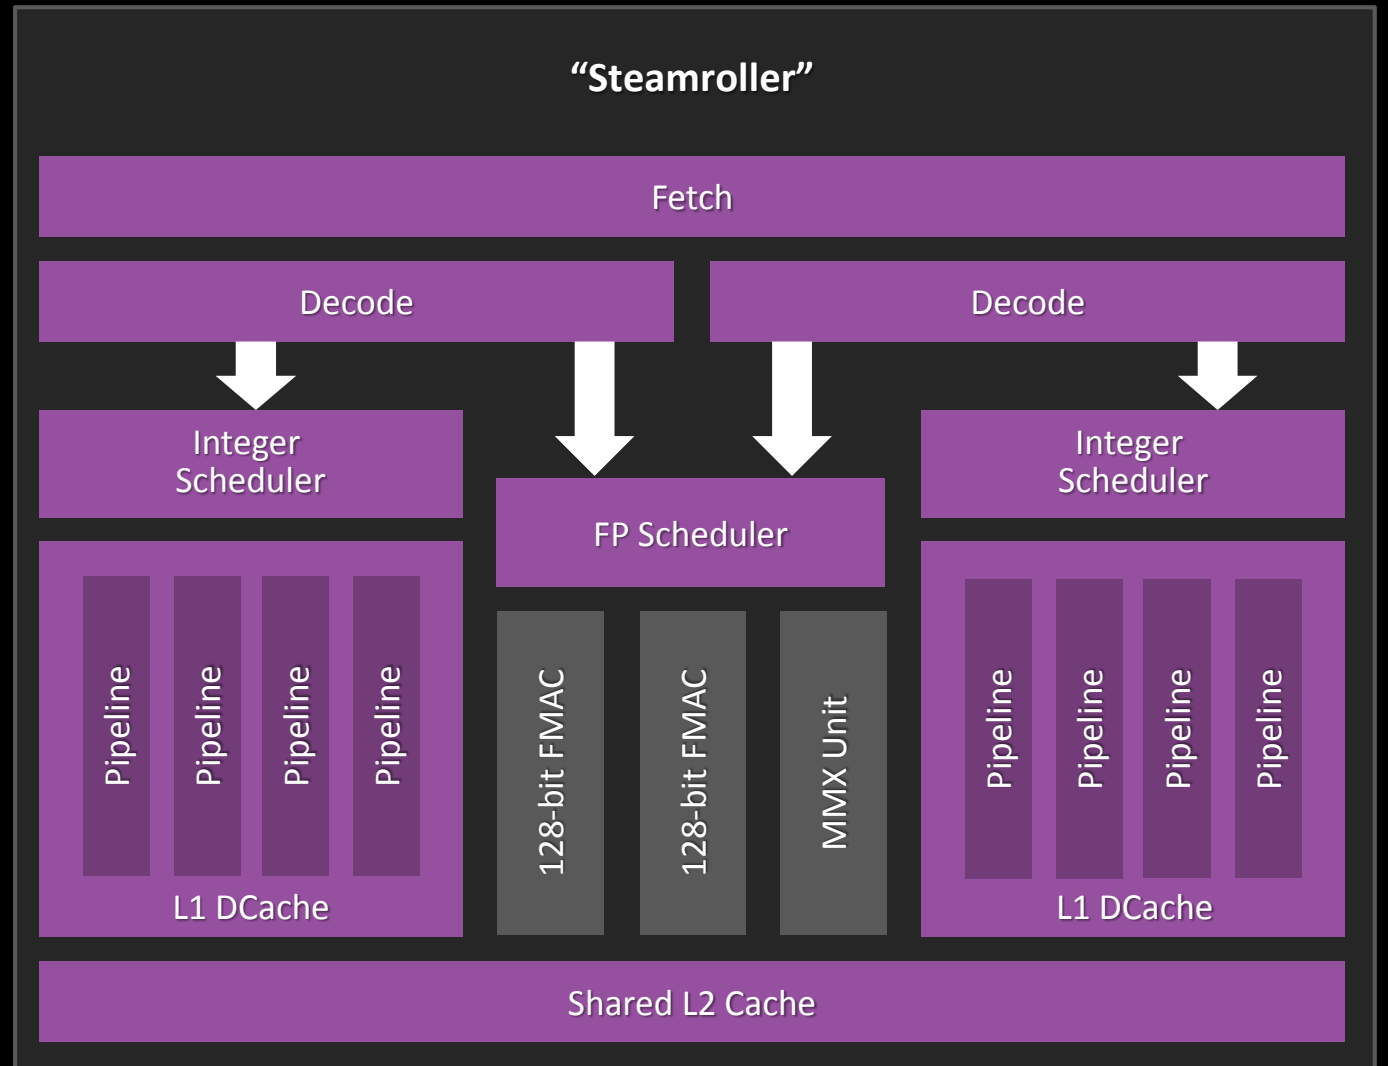 “Steamroller”
Fetch
Decode
Decode
Integer
Scheduler
FP Scheduler
Integer
Scheduler
Pipeline
Pipeline
Pipeline
Pipeline
L1 DCache
128-bit FMAC
128-bit FMAC
MMX Unit
Pipeline
Pipeline
Pipeline
Pipeline
L1 DCache
Shared L2 Cache